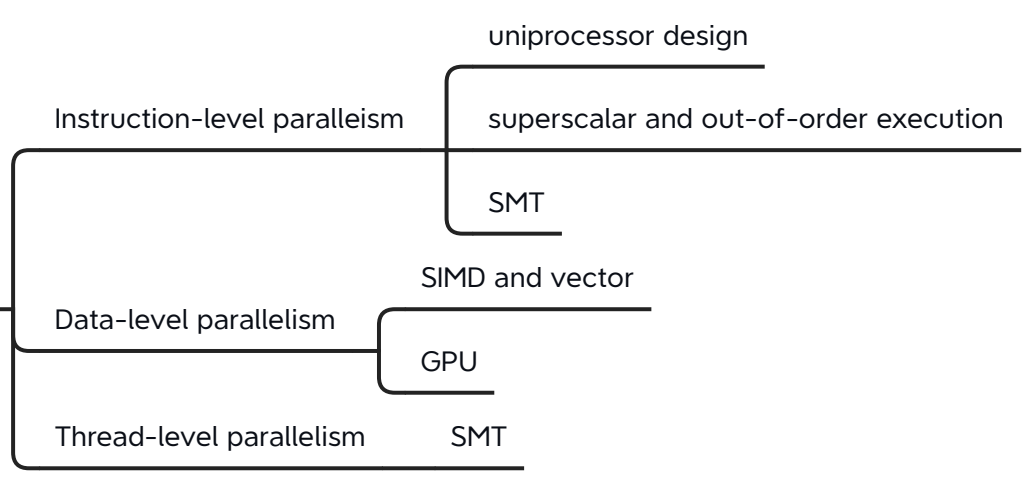 uniprocessor design
Instruction-level paralleism
superscalar and out-of-order execution
SMT
SIMD and vector
Data-level parallelism
GPU
Thread-level parallelism
SMT